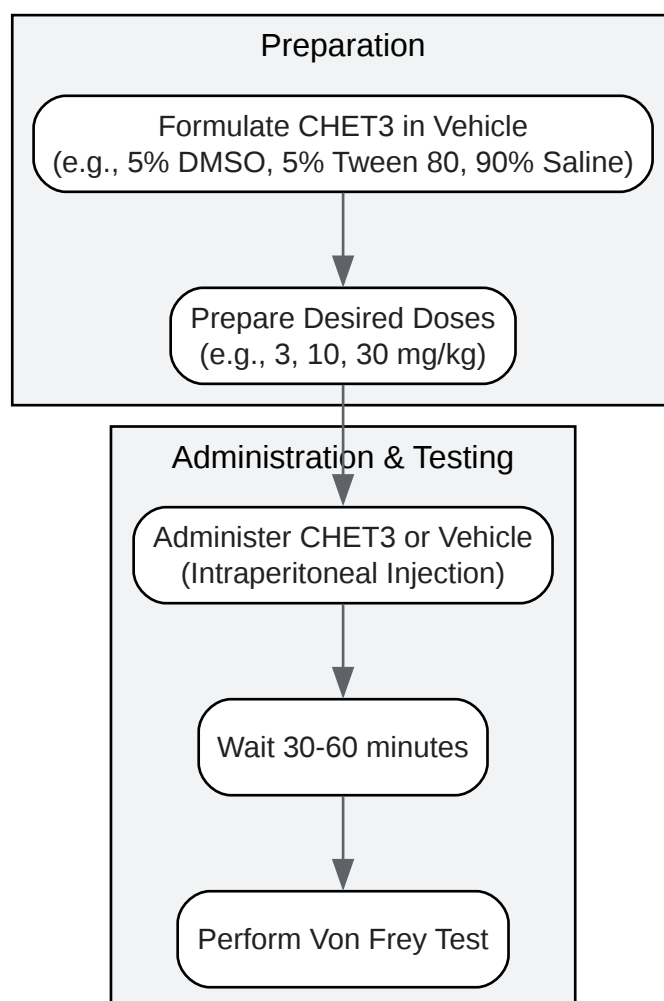 Preparation
Formulate CHET3 in Vehicle
(e.g., 5% DMSO, 5% Tween 80, 90% Saline)
Prepare Desired Doses
(e.g., 3, 10, 30 mg/kg)
Administration & Testing
Administer CHET3 or Vehicle
(Intraperitoneal Injection)
Wait 30-60 minutes
Perform Von Frey Test